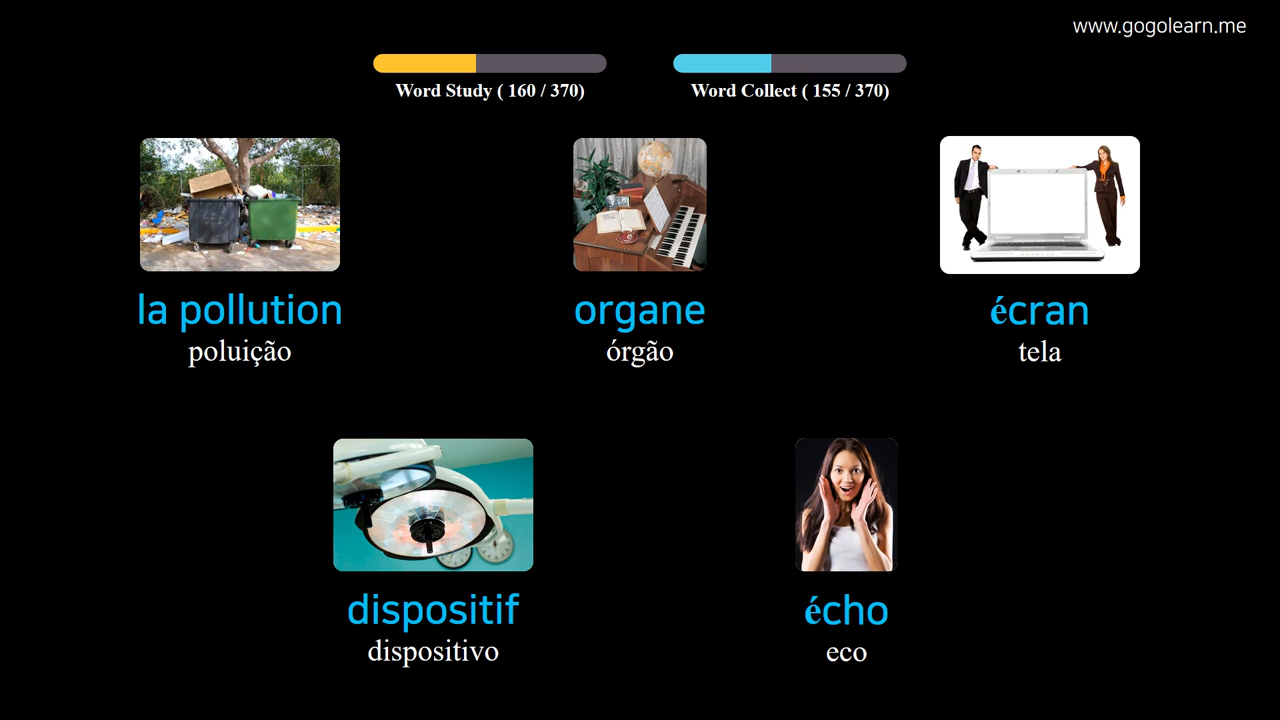 www.gogolearn.me
Word Study ( 160 / 370)
Word Collect ( 155 / 370)
la pollution
poluição
organe
órgão
écran
tela
dispositif
dispositivo
écho
eco